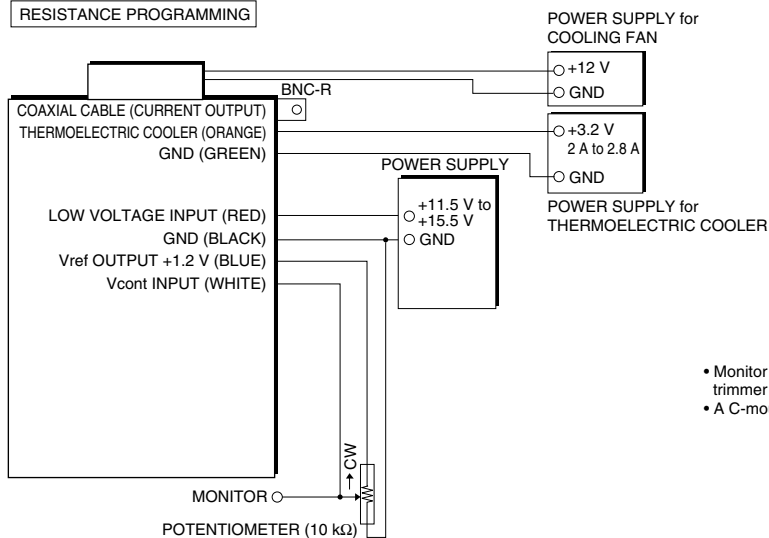 RESISTANCE PROGRAMMING
POWER SUPPLY for
COOLING FAN
+12 V
GND
BNC-R
COAXIAL CABLE (CURRENT OUTPUT)
THERMOELECTRIC COOLER (ORANGE)
GND (GREEN)
+3.2 V
2 A to 2.8 A
GND
POWER SUPPLY for
THERMOELECTRIC COOLER
POWER SUPPLY
+11.5 V to
+15.5 V
GND
LOW VOLTAGE INPUT (RED)
GND (BLACK)
Vref OUTPUT +1.2 V (BLUE)
Vcont INPUT (WHITE)
• Monitor
trimmer
• A C-mo
CW
MONITOR
POTENTIOMETER (10 kΩ)